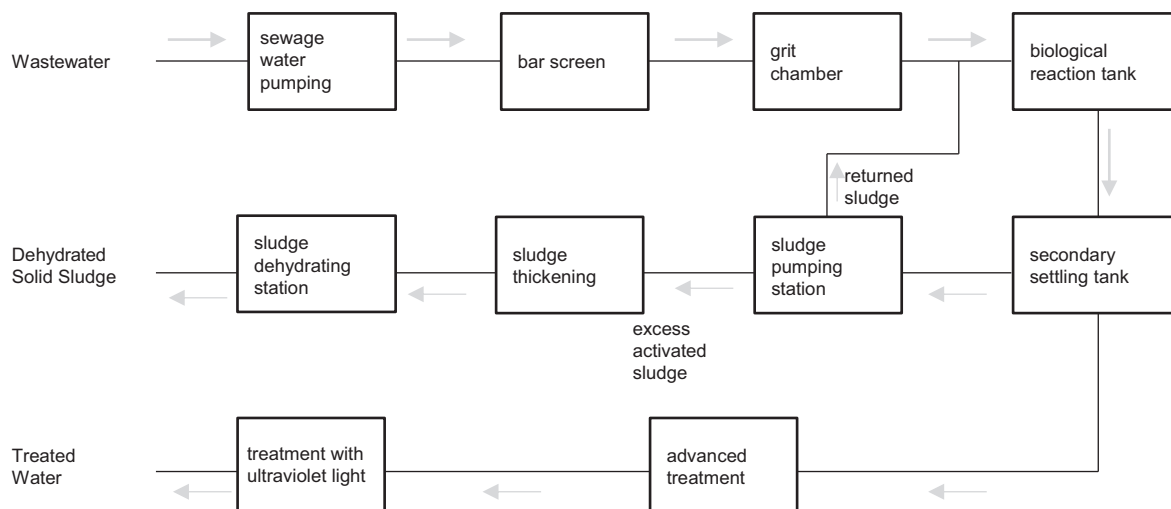 Wastewater
sewage
water
pumping
bar screen
grit
chamber
biological
reaction tank
returned
sludge
Dehydrated
Solid Sludge
sludge
dehydrating
station
sludge
thickening
sludge
pumping
station
secondary
settling tank
excess
activated
sludge
Treated
Water
treatment with
ultraviolet light
advanced
treatment